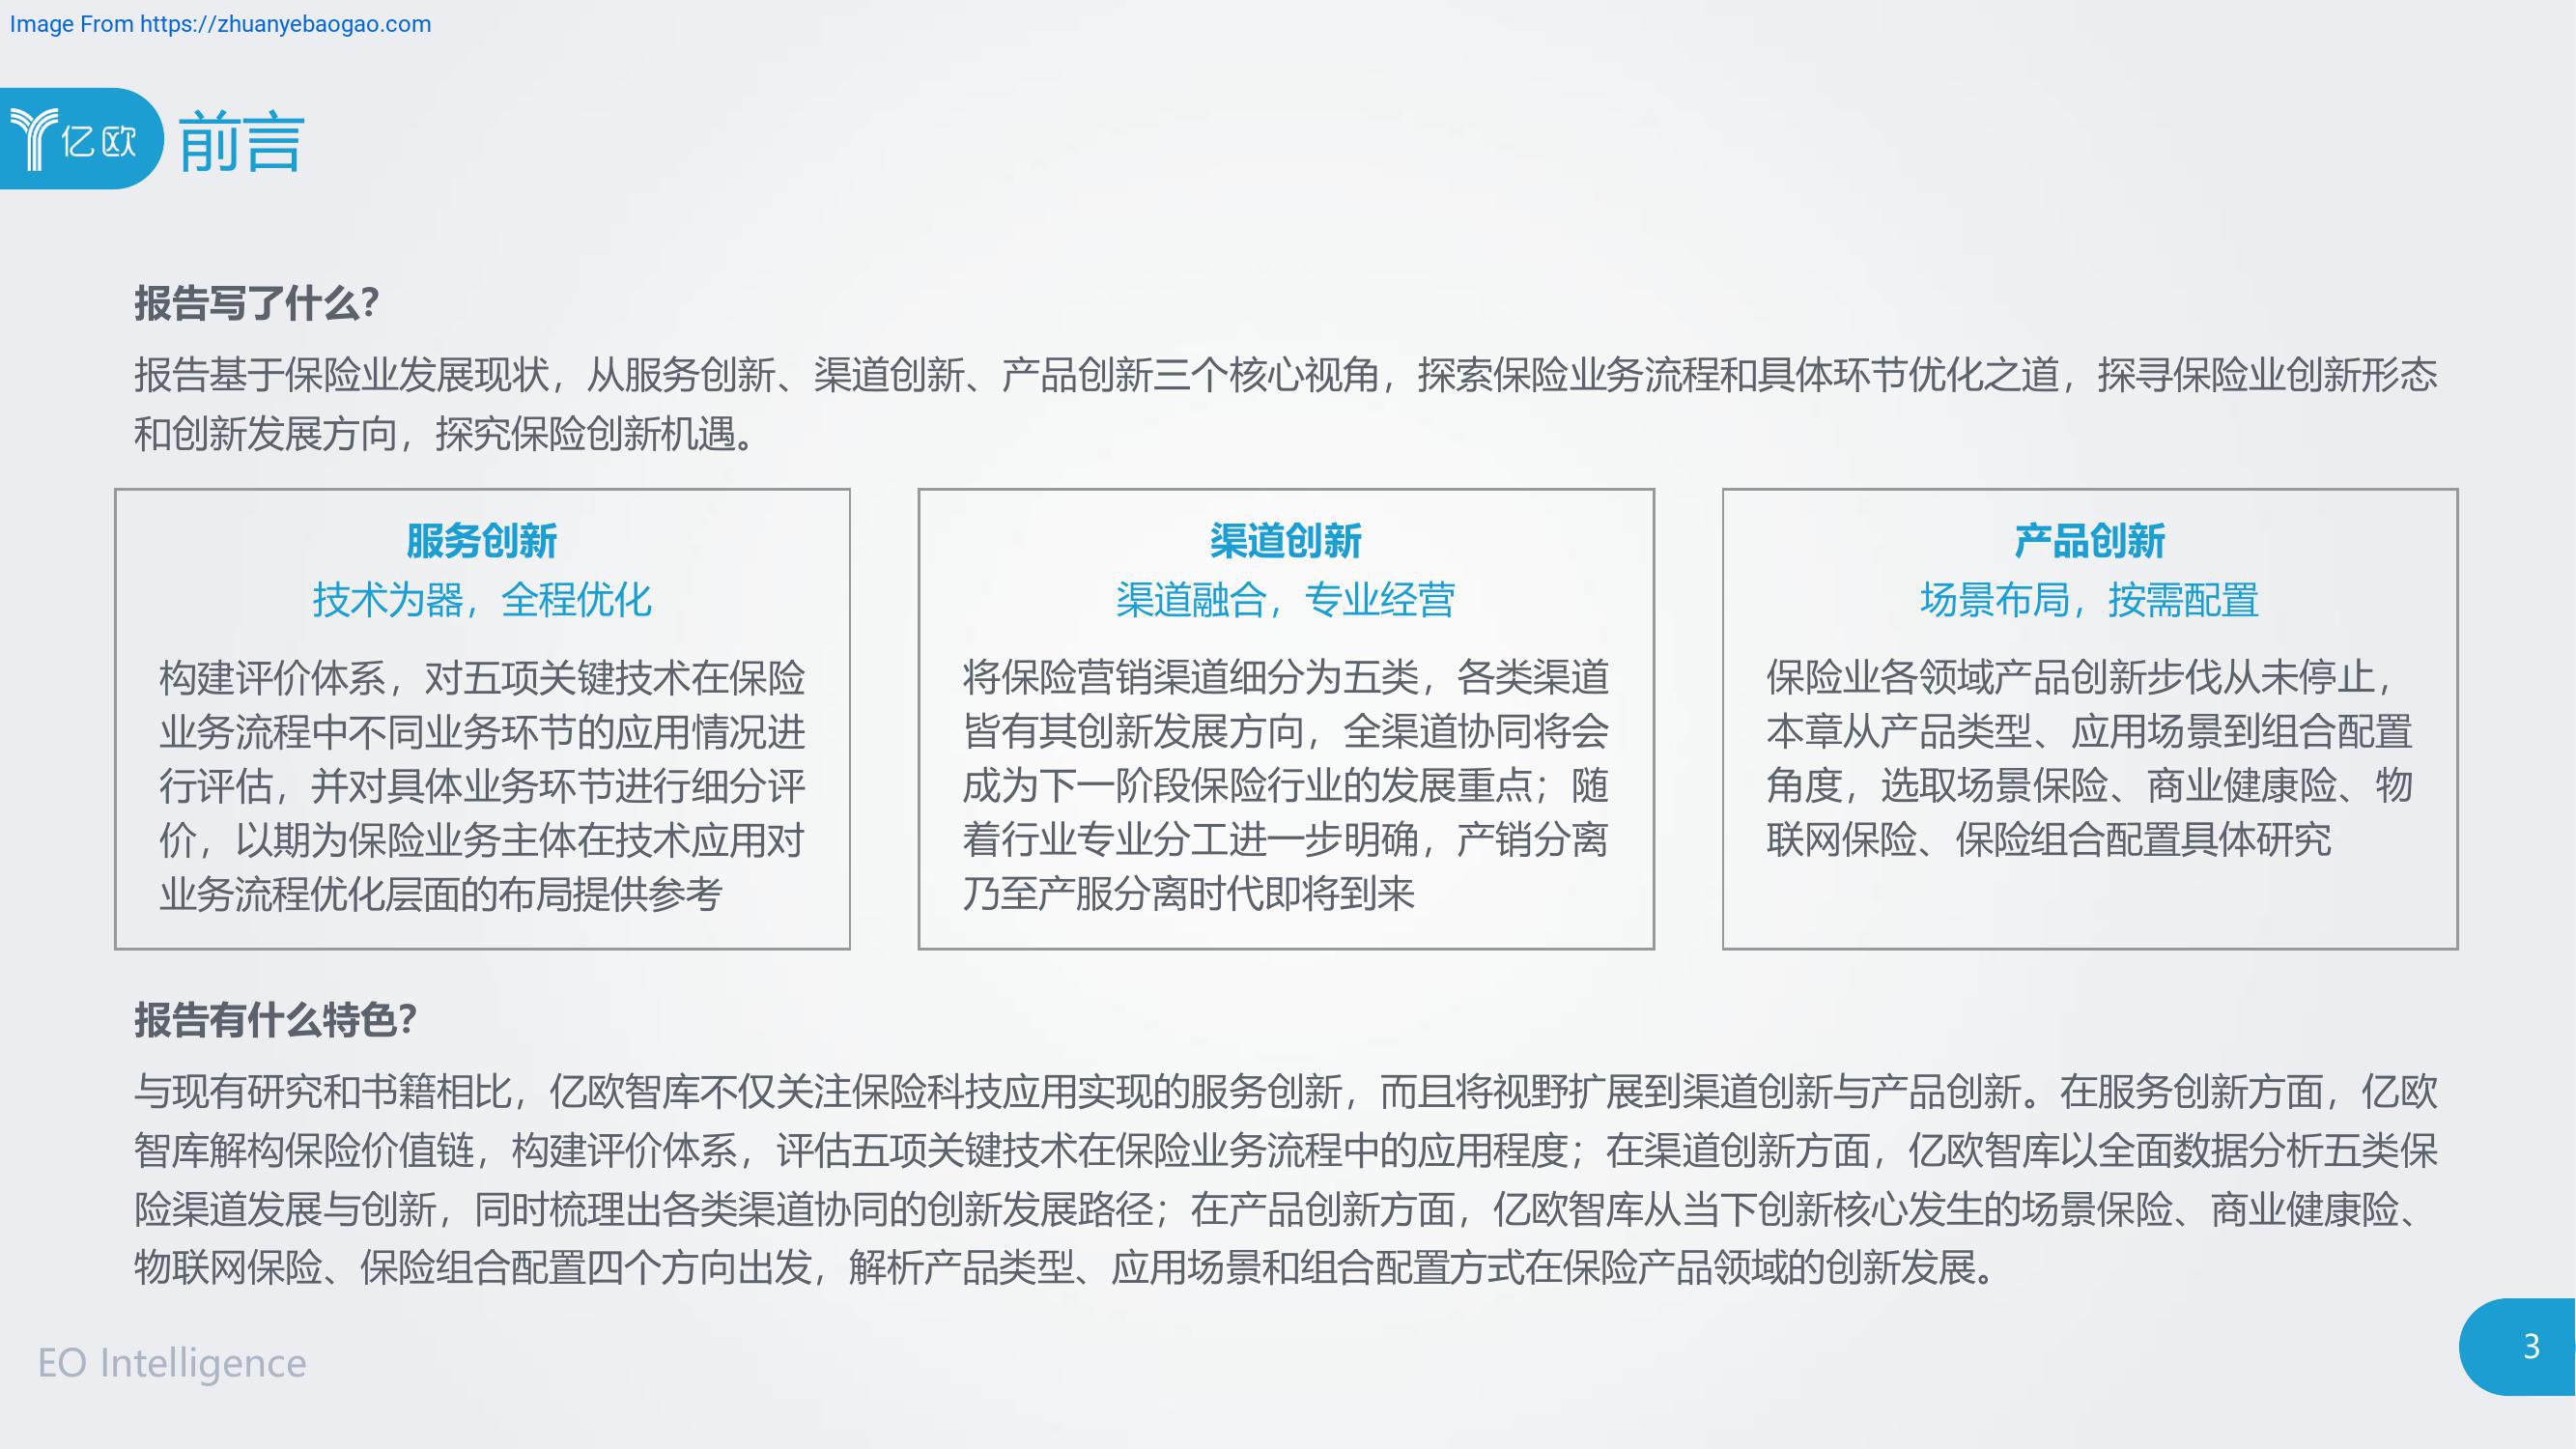 Image From https://zhuanyebaogao.com
亿欧
前言
报告写了什么？
报告基于保险业发展现状，从服务创新、渠道创新、产品创新三个核心视角，探索保险业务流程和具体环节优化之道，探寻保险业创新形态
和创新发展方向，探究保险创新机遇。
服务创新
技术为器，全程优化
构建评价体系，对五项关键技术在保险
业务流程中不同业务环节的应用情况进
行评估，并对具体业务环节进行细分评
价，以期为保险业务主体在技术应用对
业务流程优化层面的布局提供参考
渠道创新
渠道融合，专业经营
将保险营销渠道细分为五类，各类渠道
皆有其创新发展方向，全渠道协同将会
成为下一阶段保险行业的发展重点；随
着行业专业分工进一步明确，产销分离
乃至产服分离时代即将到来
产品创新
场景布局，按需配置
保险业各领域产品创新步伐从未停止，
本章从产品类型、应用场景到组合配置
角度，选取场景保险、商业健康险、物
联网保险、保险组合配置具体研究
报告有什么特色？
与现有研究和书籍相比，亿欧智库不仅关注保险科技应用实现的服务创新，而且将视野扩展到渠道创新与产品创新。在服务创新方面，亿欧
智库解构保险价值链，构建评价体系，评估五项关键技术在保险业务流程中的应用程度；在渠道创新方面，亿欧智库以全面数据分析五类保
险渠道发展与创新，同时梳理出各类渠道协同的创新发展路径；在产品创新方面，亿欧智库从当下创新核心发生的场景保险、商业健康险、
物联网保险、保险组合配置四个方向出发，解析产品类型、应用场景和组合配置方式在保险产品领域的创新发展。
EO Intelligence
3